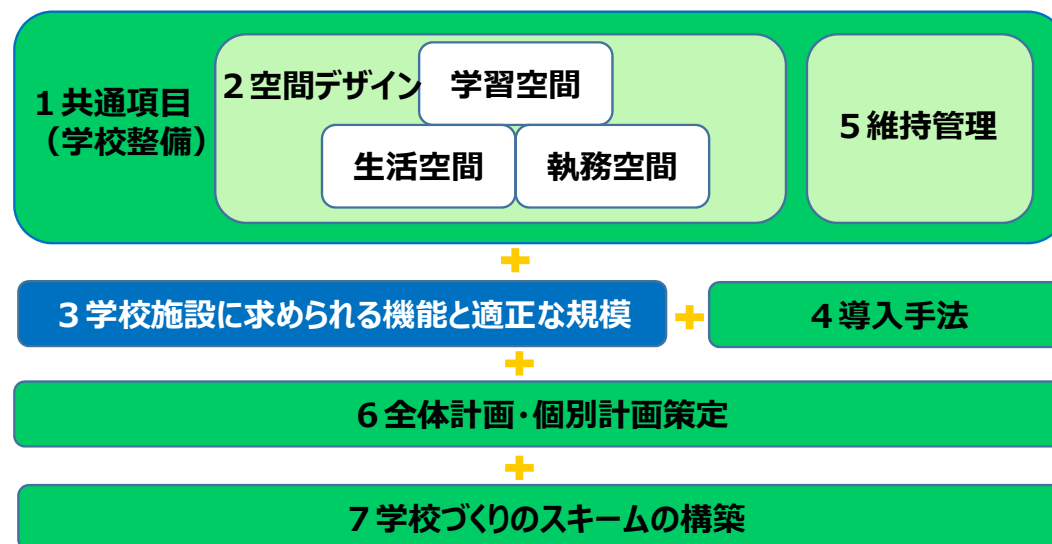 １共通項目
（学校整備）
２空間デザイン
学習空間
生活空間
執務空間
５維持管理
３学校施設に求められる機能と適正な規模
４導入手法
６全体計画・個別計画策定
７学校づくりのスキームの構築